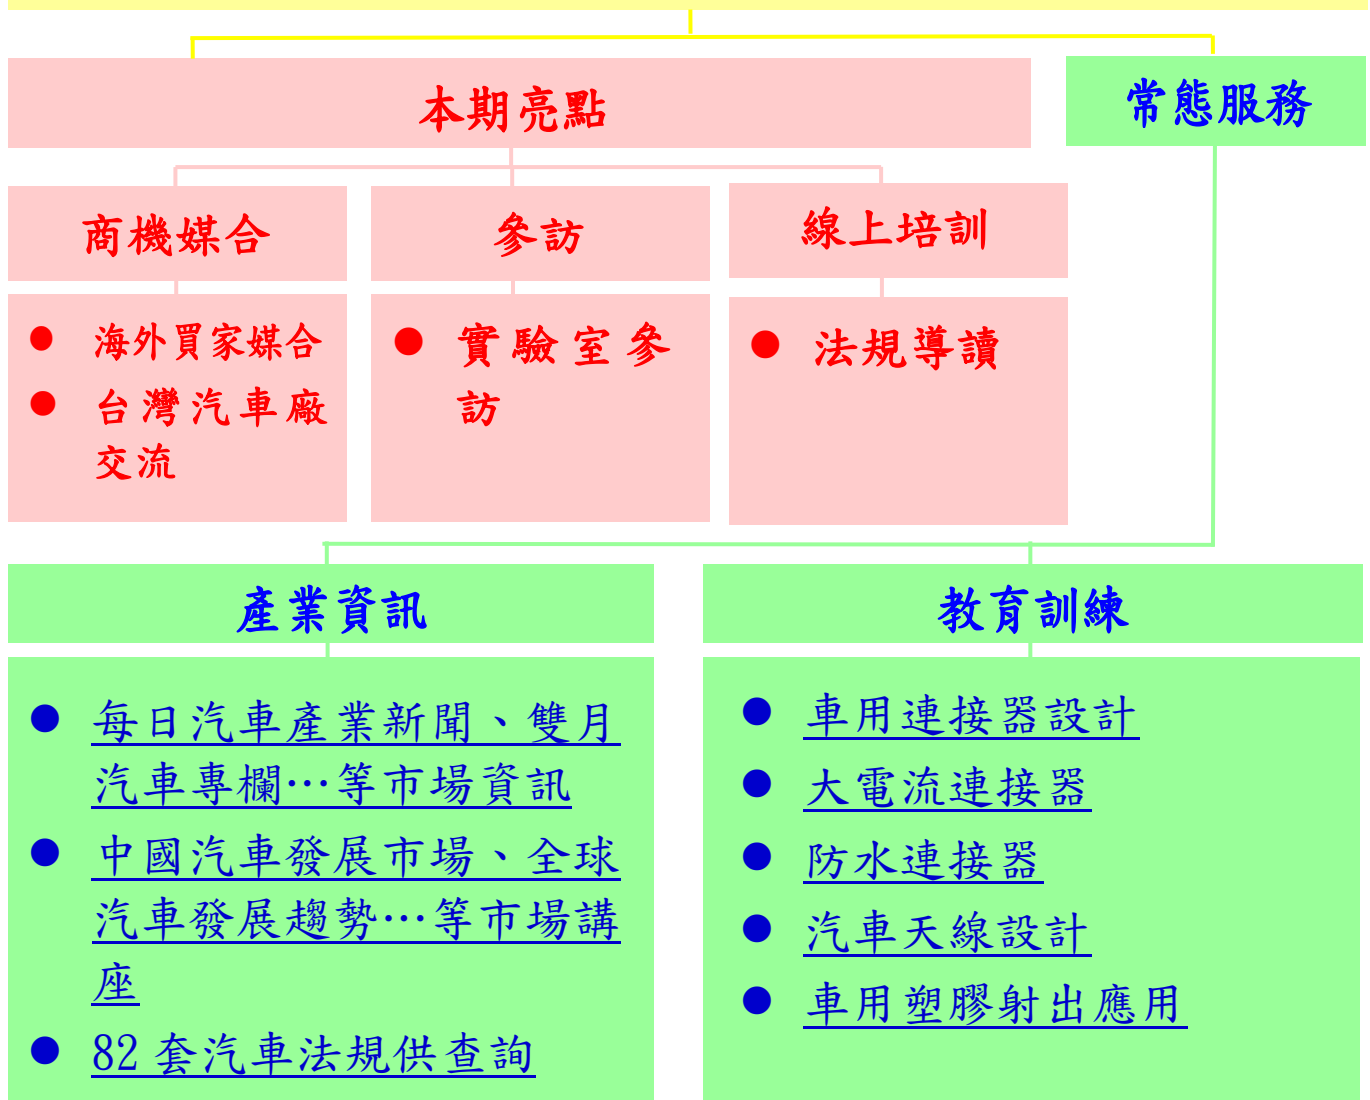 本期亮點
常態服務
商機媒合
參訪
線上培訓
● 海外買家媒合
● 台灣汽車廠
交流
● 實驗室參
訪
● 法規導讀
產業資訊
教育訓練
● 每日汽車產業新聞、雙月
汽車專欄…等市場資訊
● 中國汽車發展市場、全球
汽車發展趨勢…等市場講
座
● 82 套汽車法規供查詢
● 車用連接器設計
● 大電流連接器
● 防水連接器
● 汽車天線設計
● 車用塑膠射出應用